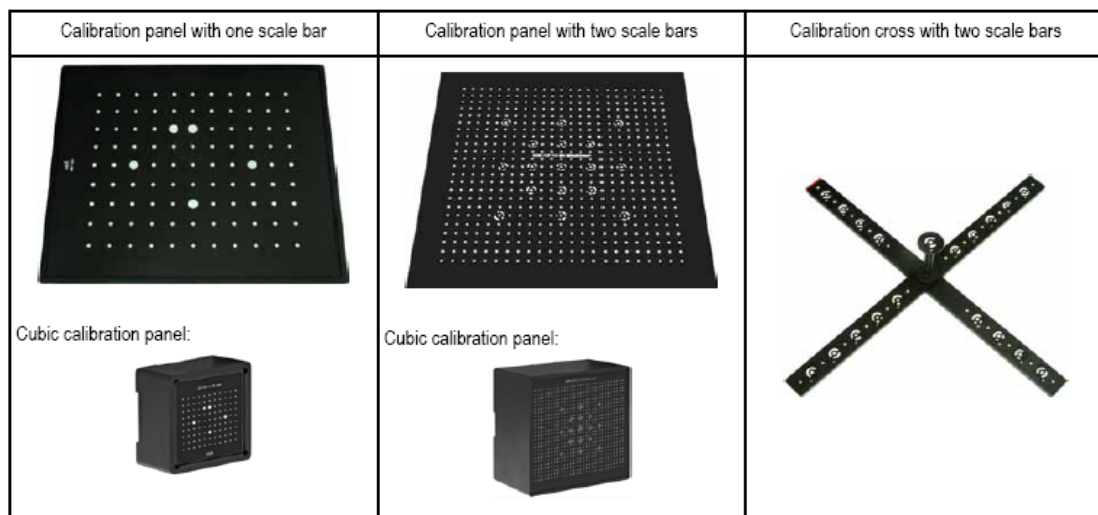 Calibration panel with one scale bar
Calibration panel with two scale bars
Calibration cross with two scale bars
Cubic calibration panel:
Cubic calibration panel: